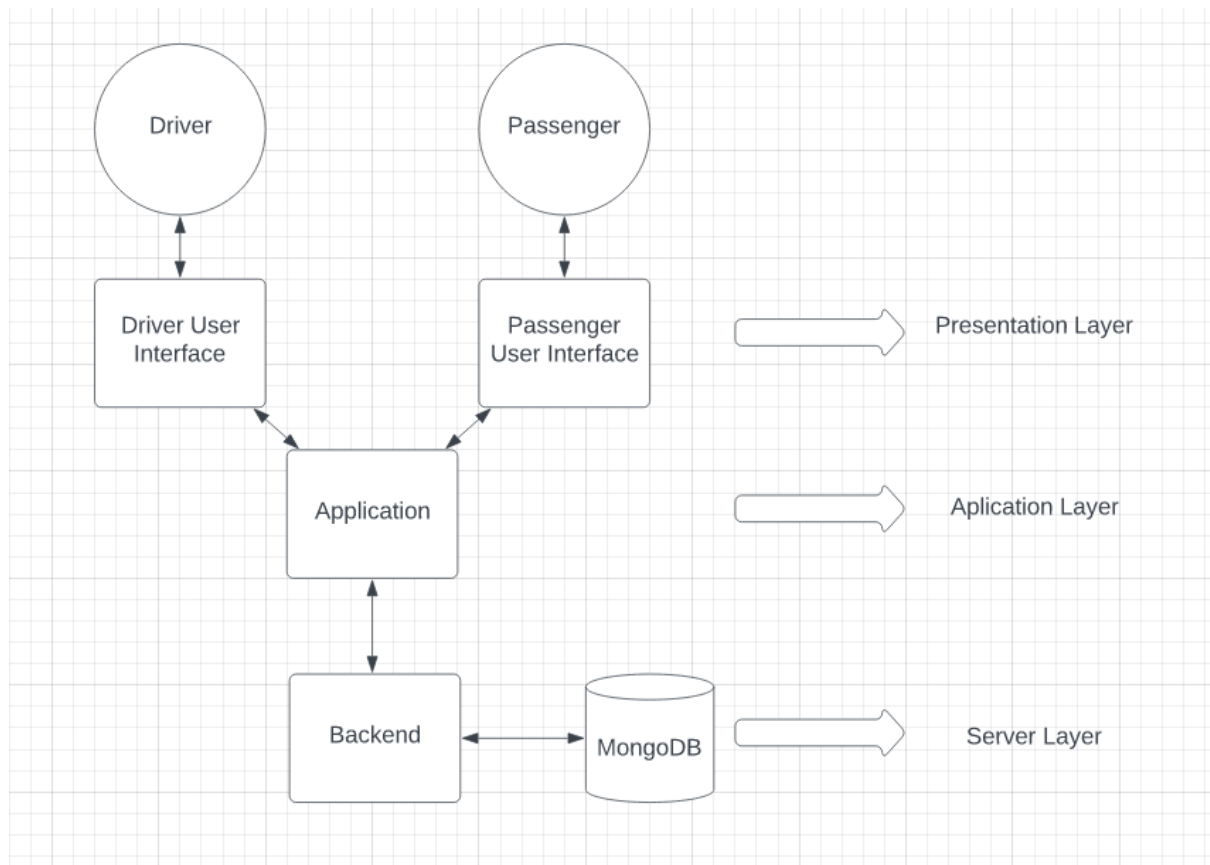 Driver
Passenger
Driver User
Interface
Passenger
User Interface
Presentation Layer
Application
Aplication Layer
Backend
MongoDB
Server Layer